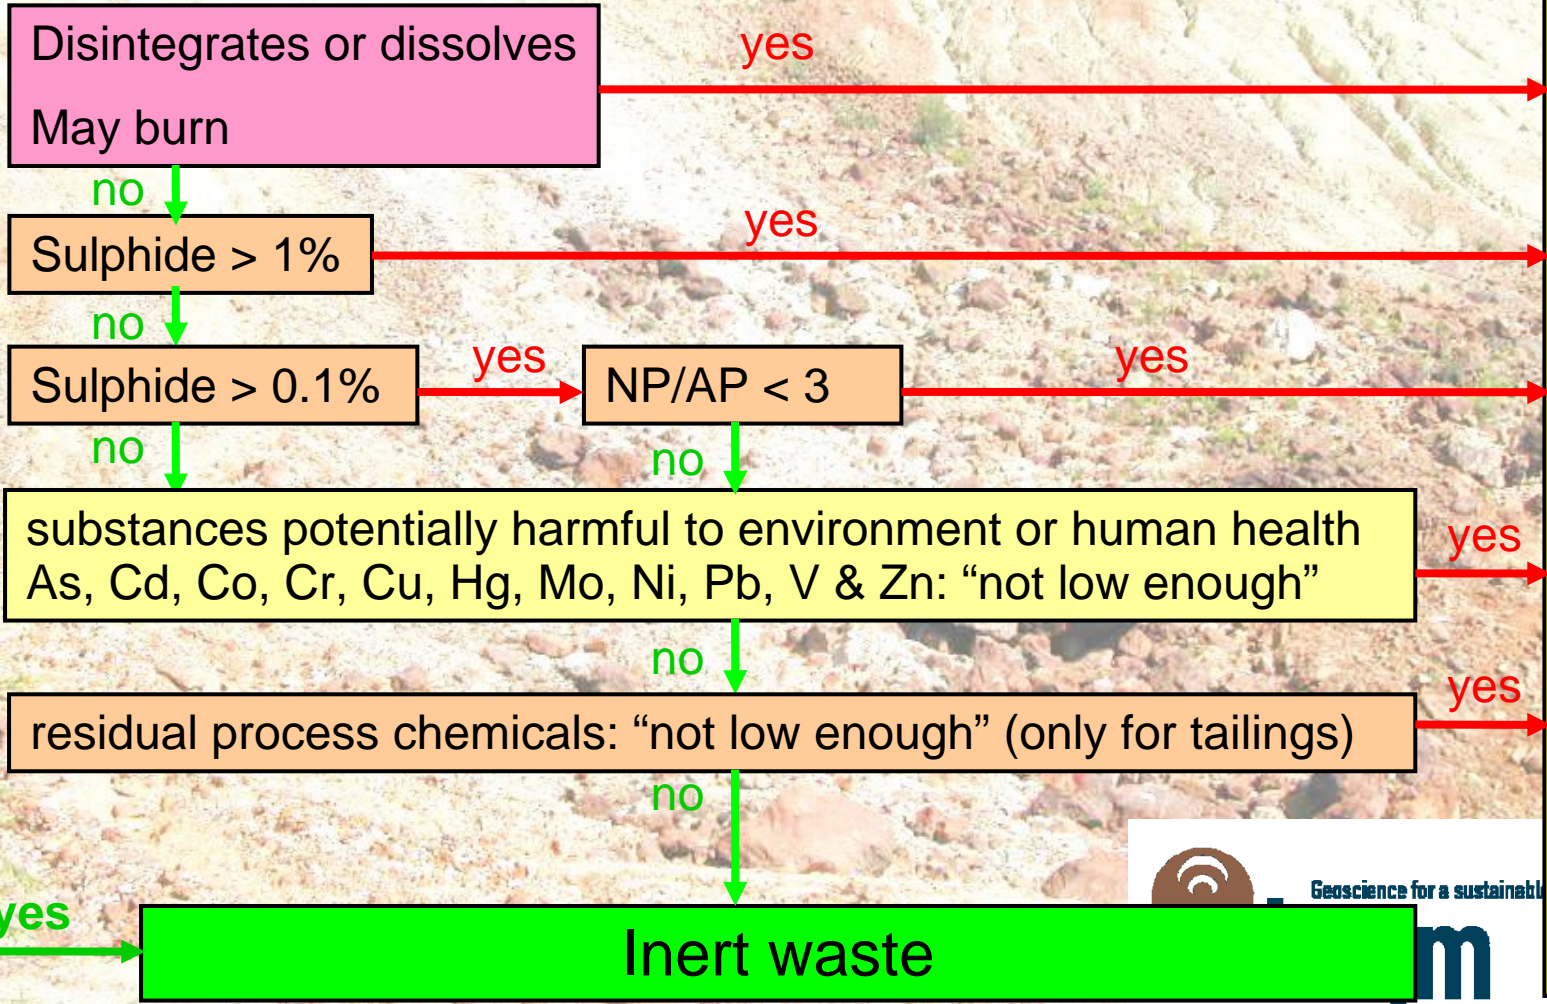 Disintegrates or dissolves
yes
May burn
no
yes
Sulphide > 1%
no
yes
yes
Sulphide > 0.1%
NP/AP < 3
no
no
substances potentially harmful to environment or human health
yes
As, Cd, Co, Cr, Cu, Hg, Mo, Ni, Pb, V & Zn: “not low enough”
no
yes
residual process chemicals: “not low enough” (only for tailings)
no
Geoscience for a
yes
Inert waste
m